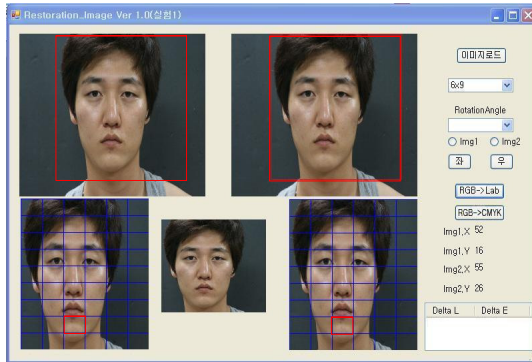 Restoration_Image Ver 1.0(실험1)
이미지로드
6x9
RotationAngle
Img1 Img2
좌 우
RGB->Lab
RGB->CMYK
Img1,X 52
Img1,Y 16
Img2,X 55
Img2,Y 26
Delta L Delta E